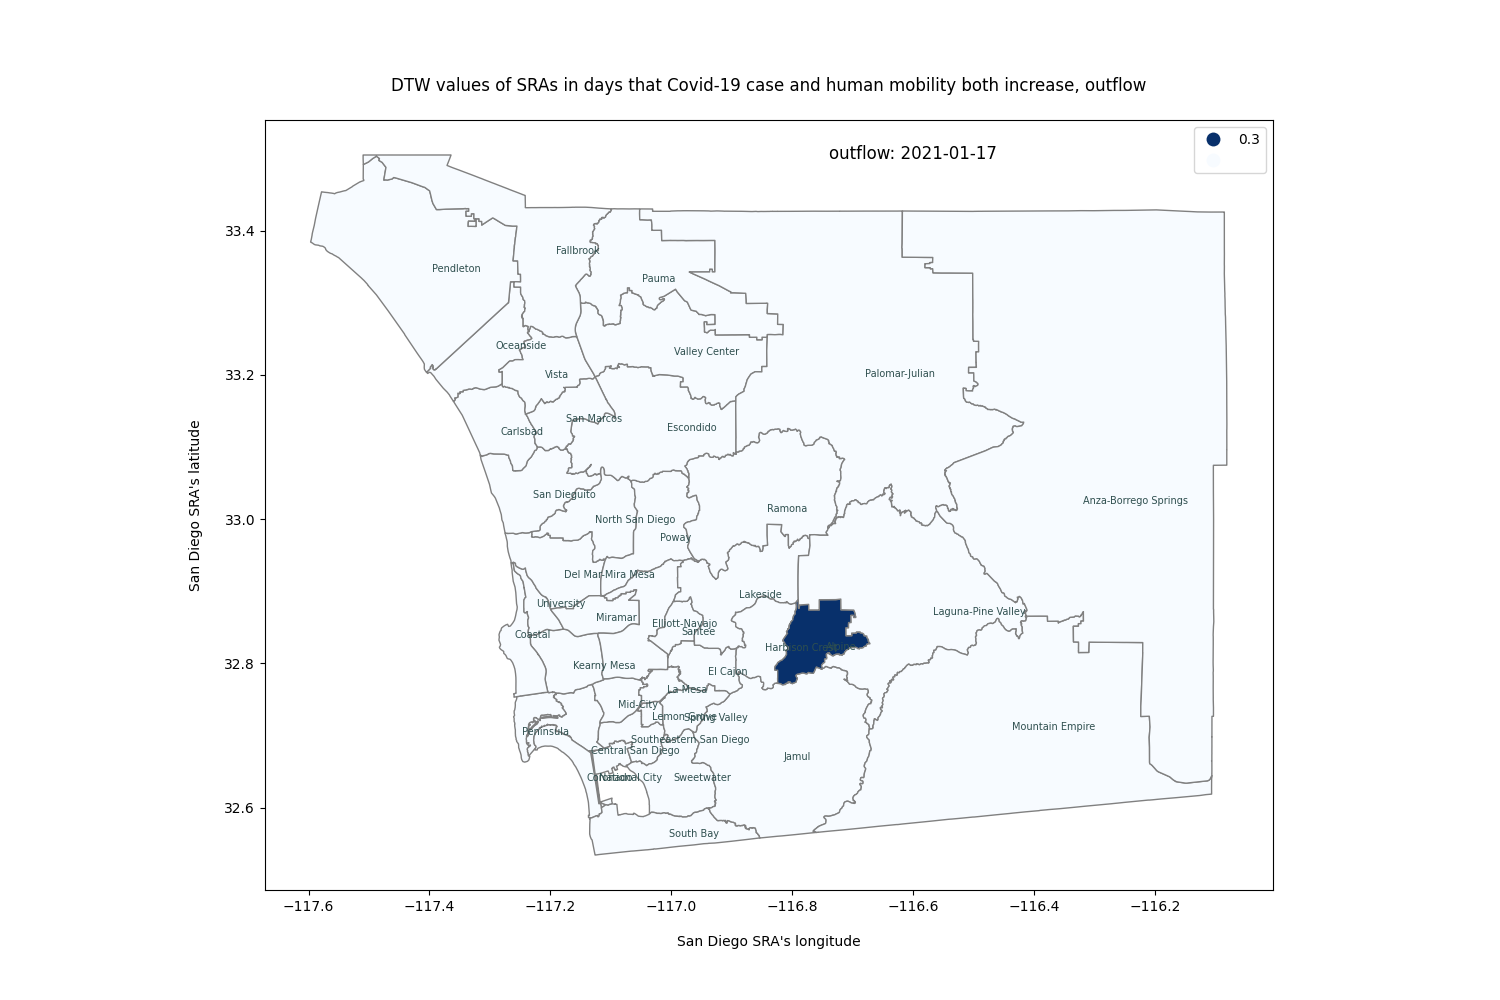 DTW values of SRAs in days that Covid-19 case and human mobility both increase, outflow
outflow: 2021-01-17
0.3
33.4
33.2
33.0
32.8
32.6
San Diego SRA's latitude
Fallbrook
Pendleton
Pauma
Oceanside
Valley Center
Vista
Palomar-Julian
San Marcos
Carlsbad
Escondido
San Dieguito
Anza-Borrego Springs
Ramona
North San Diego
Poway
Del Mar-Mira Mesa
Lakeside
University
Miramar
Laguna-Pine Valley
Elliott-Navajo
Santee
Coastal
Harbison Crest
Kearny Mesa
El Cajon
La Mesa
Mid-City
Lemon Grove
Spring Valley
Mountain Empire
Peninsula
Southeastern San Diego
Central San Diego
Jamul
Coronado
National City
Sweetwater
South Bay
−117.6
−117.4
−117.2
−117.0
−116.8
−116.6
−116.4
−116.2
San Diego SRA's longitude